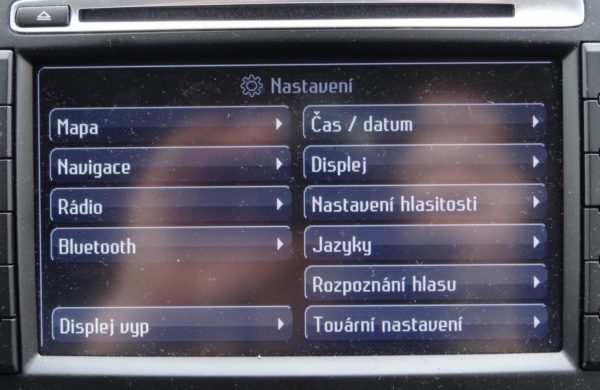 Nastavení
Mapa
Navigace
Rádio
Bluetooth
Displej vyp
Čas / datum
Displej
Nastavení hlasitosti
Jazyky
Rozpoznání hlasu
Tovární nastavení